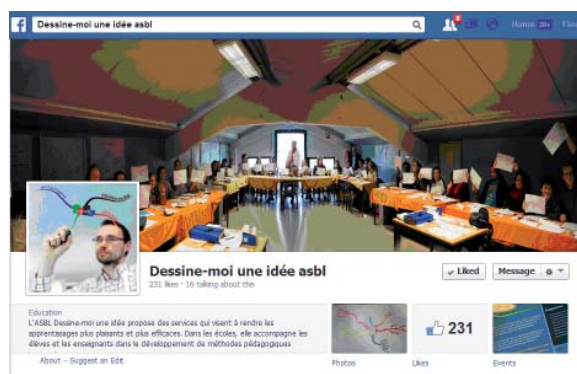 Dessine-moi une idée asbl
Home 20+
Dessine-moi une idée asbl
231 likes · 16 talking about this
Liked
Message
Education
L'ASBL Dessine-moi une idée propose des services qui visent à rendre les
apprentissages plus plaisants et plus efficaces. Dans les écoles, elle accompagne les
élèves et les enseignants dans le développement de méthodes pédagogiques
About – Suggest an Edit
Photos
231
Likes
Events